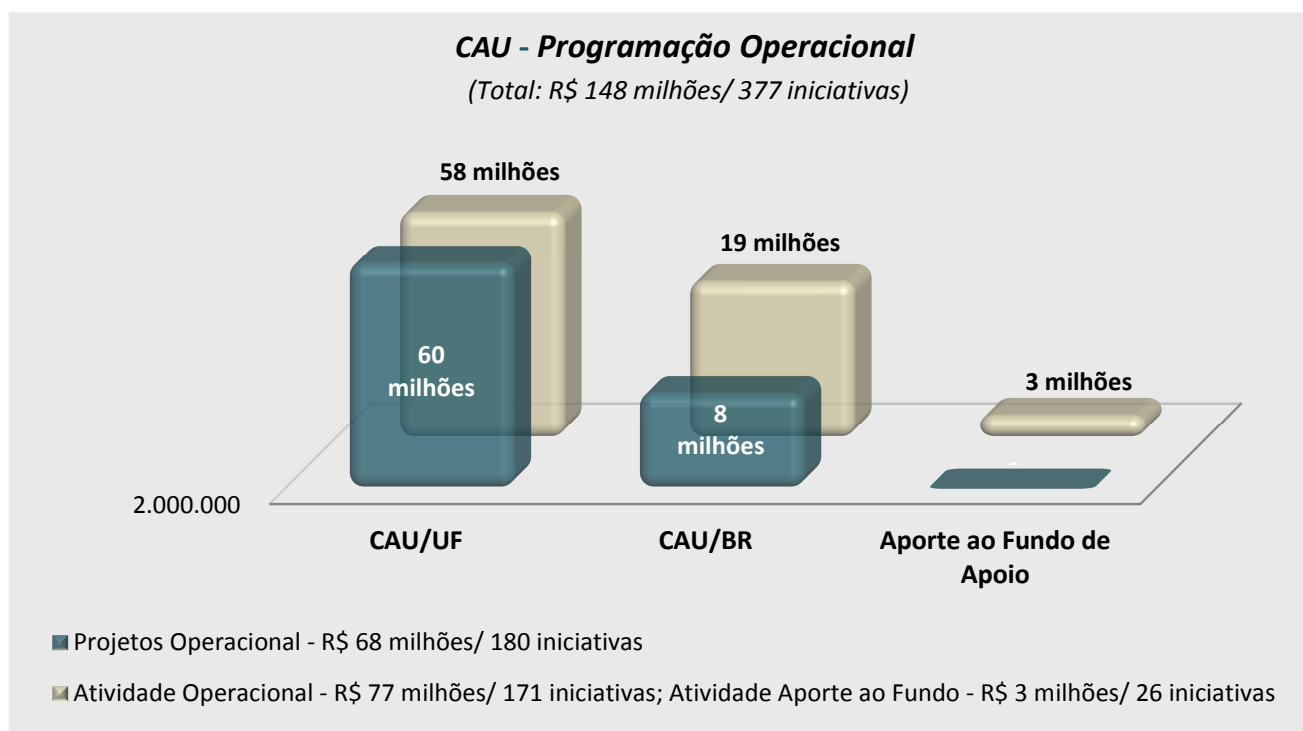 CAU - Programação Operacional
(Total: R$ 148 milhões/ 377 iniciativas)
58 milhões
19 milhões
3 milhões
60
milhões
8
milhões
-
2.000.000
CAU/UF
CAU/BR
Aporte ao Fundo de
Apoio
Projetos Operacional - R$ 68 milhões/ 180 iniciativas
Atividade Operacional - R$ 77 milhões/ 171 iniciativas; Atividade Aporte ao Fundo - R$ 3 milhões/ 26 iniciativas